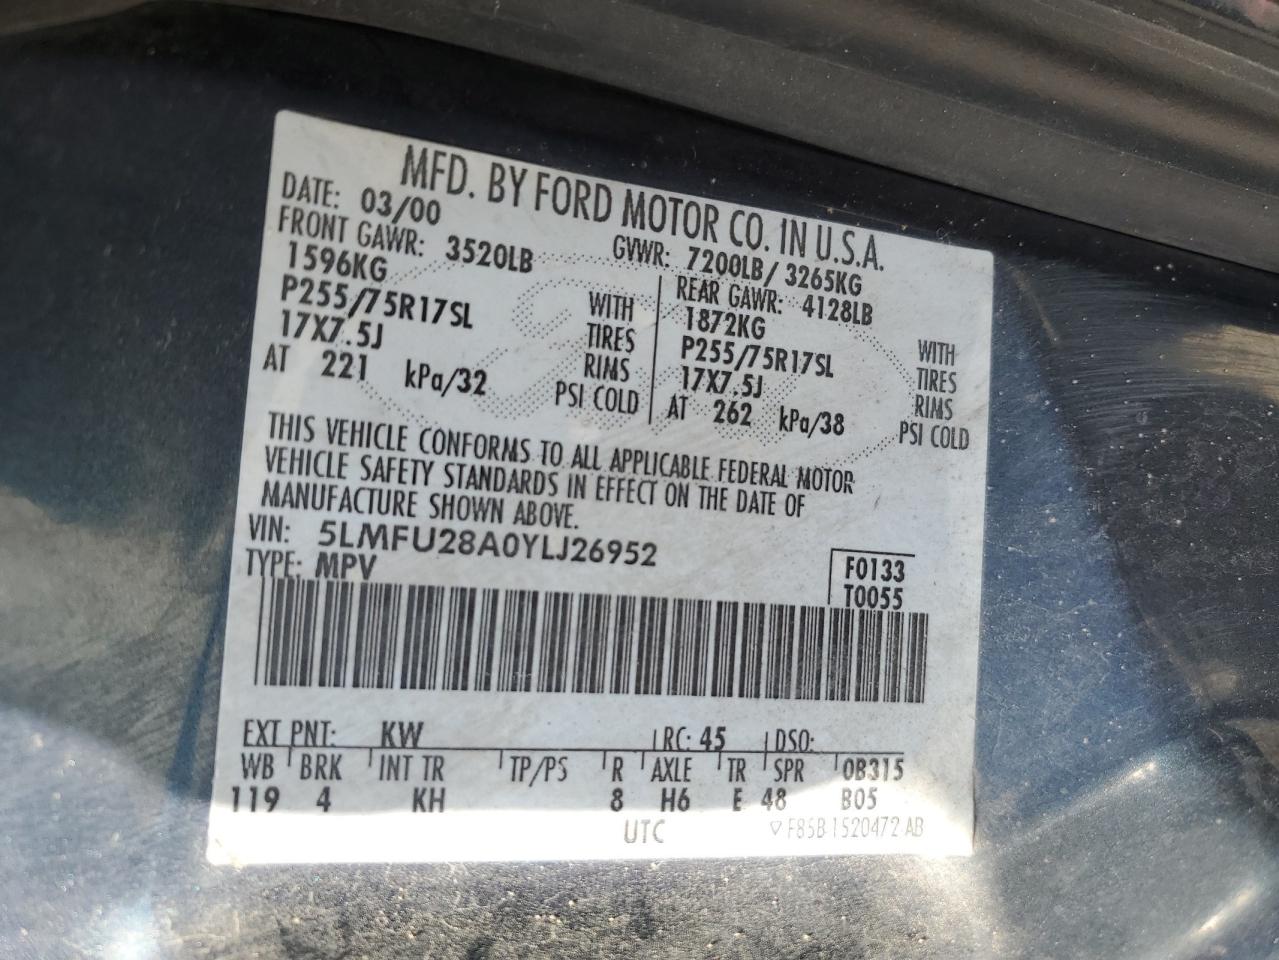 MFD. BY FORD MOTOR CO. IN U.S.A.
DATE: 03/00 GVWR: 7200LB/ 3265KG
FRONT GAWR: 3520LB REAR GAWR: 4128LB
1596KG 1872KG
P255/75R17SL WITH TIRES P255/75R17SL WITH TIRES
17X7.5J RIMS 17X7.5J RIMS
AT 221 kPa/32 PSI COLD AT 262 kPa/38 PSI COLD
THIS VEHICLE CONFORMS TO ALL APPLICABLE FEDERAL MOTOR
VEHICLE SAFETY STANDARDS IN EFFECT ON THE DATE OF
MANUFACTURE SHOWN ABOVE.
VIN: 5LMFU28A0YLJ26952
TYPE: MPV F0133
T0055
EXT PNT: KW RC: 45 DSO:
WB BRK INT TR TP/PS R AXLE TR SPR 0B315
119 4 KH 8 H6 E 48 B05
UTC F85B 1520472 AB